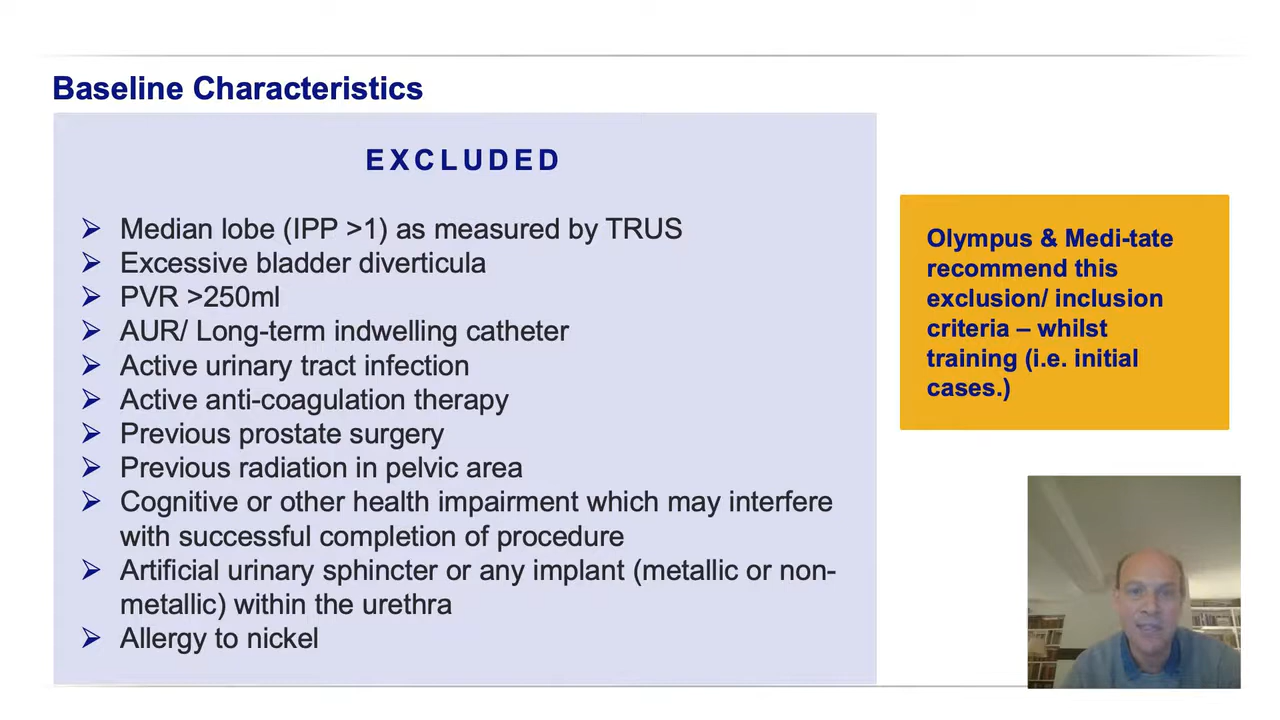 Baseline Characteristics
EXCLUDED
Median lobe (IPP >1) as measured by TRUS
Excessive bladder diverticula
PVR >250ml
AUR/ Long-term indwelling catheter
Active urinary tract infection
Active anti-coagulation therapy
Previous prostate surgery
Previous radiation in pelvic area
Cognitive or other health impairment which may interfere
with successful completion of procedure
Artificial urinary sphincter or any implant (metallic or non-
metallic) within the urethra
Allergy to nickel
Olympus & Medi-tate
recommend this
exclusion/ inclusion
criteria – whilst
training (i.e. initial
cases.)